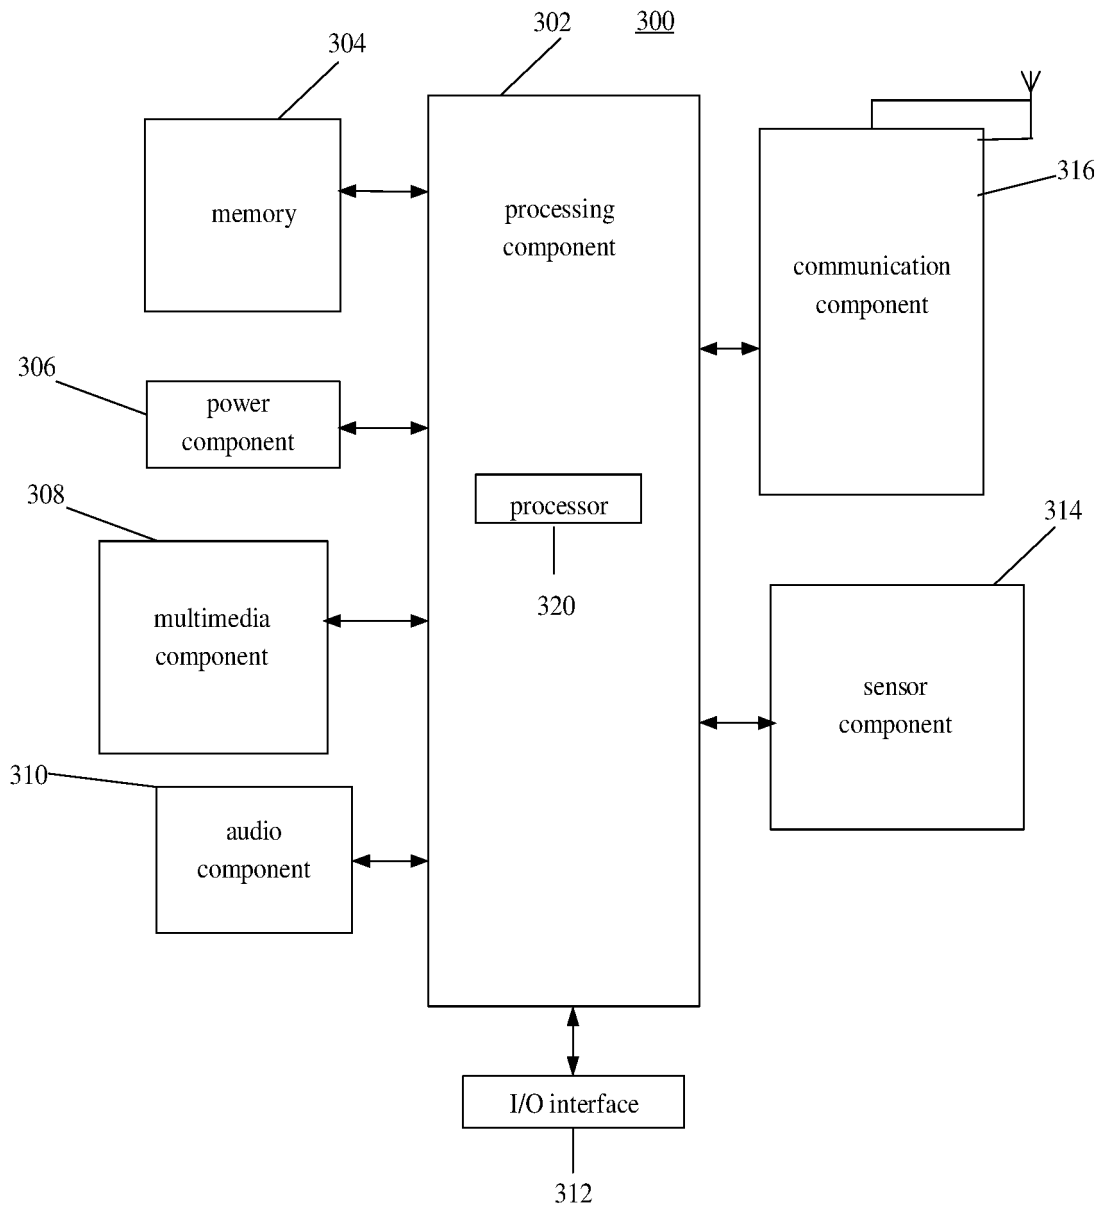 302
300
304
memory
processing
component
316
communication
component
306
power
component
308
processor
314
320
multimedia
component
sensor
component
310
audio
component
I/O interface
312